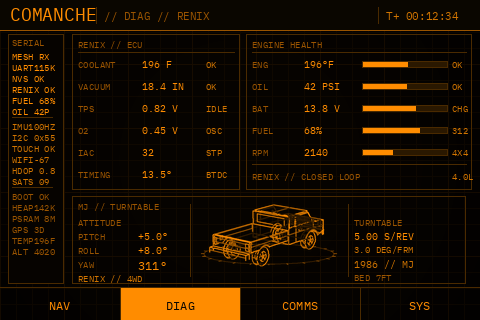 COMANCHE // DIAG // RENIX T+ 00:12:34
SERIAL
MESH RX
UART115K
NVS OK
RENIX OK
FUEL 68%
OIL 42P
IMU100HZ
I2C 0x55
TOUCH OK
WIFI-67
HDOP 0.8
SATS 09
BOOT OK
HEAP142K
PSRAM 8M
GPS 3D
TEMP196F
ALT 4020
RENIX // ECU
COOLANT 196 F OK
VACUUM 18.4 IN OK
TPS 0.82 V IDLE
O2 0.45 V OSC
IAC 32 STP
TIMING 13.5° BTDC
ENGINE HEALTH
ENG 196°F OK
OIL 42 PSI OK
BAT 13.8 V CHG
FUEL 68% 312
RPM 2140 4X4
RENIX // CLOSED LOOP 4.0L
MJ // TURNTABLE
ATTITUDE
PITCH +5.0°
ROLL +8.0°
YAW 311°
RENIX // 4WD
TURNTABLE
5.00 S/REV
3.0 DEG/FRM
1986 // MJ
BED 7FT
NAV DIAG COMMS SYS